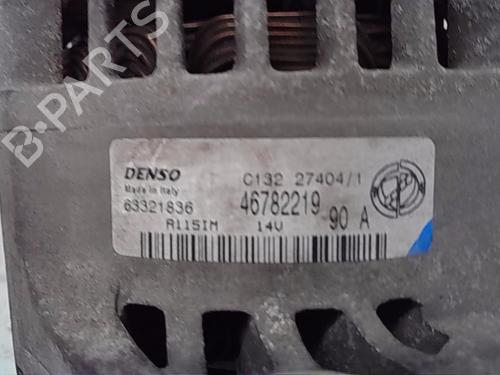 B-PARTS
DENSO C132 27404/1
Made in Italy
63321836 46782219
A115IM 14V 90 A